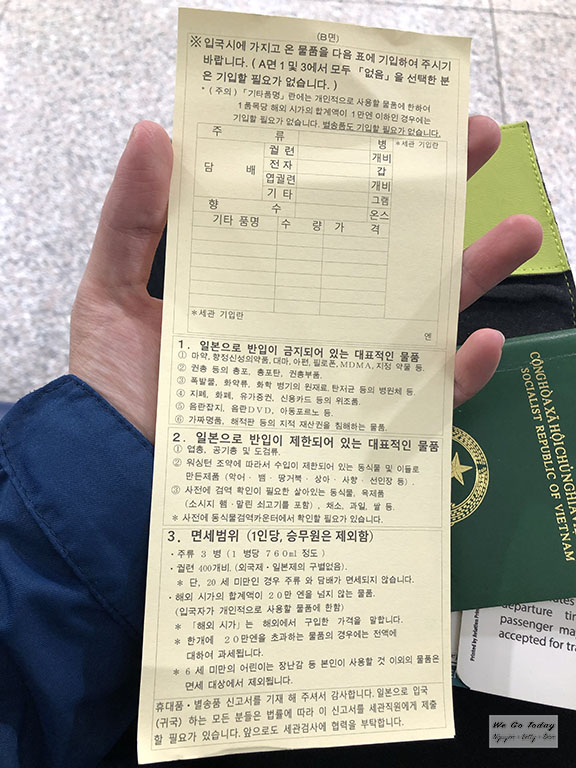 (B면)
※ 입국시에 가지고 온 물품을 다음 표에 기입하여 주시기
바랍니다. ( A면 1 및 3에서 모두 「없음」을 선택한 분
은 기입할 필요가 없습니다. )
* ( 주의 ) 「기타품명」란에는 개인적으로 사용할 물품에 한하여
1 품목당 해외 시가의 합계액이 1만엔 이하인 경우에는
기입할 필요가 없습니다. 별송품도 기입할 필요가 없습니다.
주 류 병 *세관 기입란
담 배 궐 련 개비
전 자 갑
엽궐련 개비
기 타 그램
향 수 온스
기타 품명 수 량 가 격
*세관 기입란
엔
1. 일본으로 반입이 금지되어 있는 대표적인 물품
① 마약, 향정신성의약품, 대마, 아편, 필로폰, MDMA, 지정 약물 등.
② 권총 등의 총포, 총포탄, 권총부품.
③ 폭발물, 화약류, 화학 병기의 원재료, 탄저균 등의 병원체 등.
④ 지폐, 화폐, 유가증권, 신용카드 등의 위조품.
⑤ 음란잡지, 음란DVD, 아동포르노 등.
⑥ 가짜명품, 해적판 등의 지적 재산권을 침해하는 물품.
2. 일본으로 반입이 제한되어 있는 대표적인 물품
① 엽총, 공기총 및 도검류.
② 워싱턴 조약에 따라서 수입이 제한되어 있는 동식물 및 이들로
만든제품 (악어 · 뱀 · 땅거북 · 상아 · 사향 · 선인장 등) .
③ 사전에 검역 확인이 필요한 살아있는 동식물, 육제품
(소시지 햄 · 말린 쇠고기를 포함) , 채소, 과일, 쌀 등.
* 사전에 동식물검역카운터에서 확인할 필요가 있습니다.
3. 면세범위 (1인당, 승무원은 제외함)
· 주류 3 병 (1 병당 760ml 정도 )
· 궐련 400개비. (외국제 · 일본제의 구별없음).
* 단, 20 세 미만인 경우 주류 와 담배가 면세되지 않습니다.
· 해외 시가의 합계액이 20만 엔을 넘지 않는 물품.
(입국자가 개인적으로 사용할 물품에 한함)
* 「해외 시가」는 해외에서 구입한 가격을 말합니다.
* 한개에 20만엔을 초과하는 물품의 경우에는 전액에
대하여 과세됩니다.
* 6 세 미만의 어린이는 장난감 등 본인이 사용할 것 이외의 물품은
면세 대상에서 제외됩니다.
휴대품 · 별송품 신고서를 기재 해 주셔서 감사합니다. 일본으로 입국
(귀국) 하는 모든 분들은 법률에 따라 이 신고서를 세관직원에게 제출
할 필요가 있습니다. 앞으로도 세관검사에 협력을 부탁합니다.
CỘNG HÒA XÃ HỘI CHỦ NGHĨA
SOCIALIST REPUBLIC OF VIETNAM
departure
passenger
accepted for
We Go Today